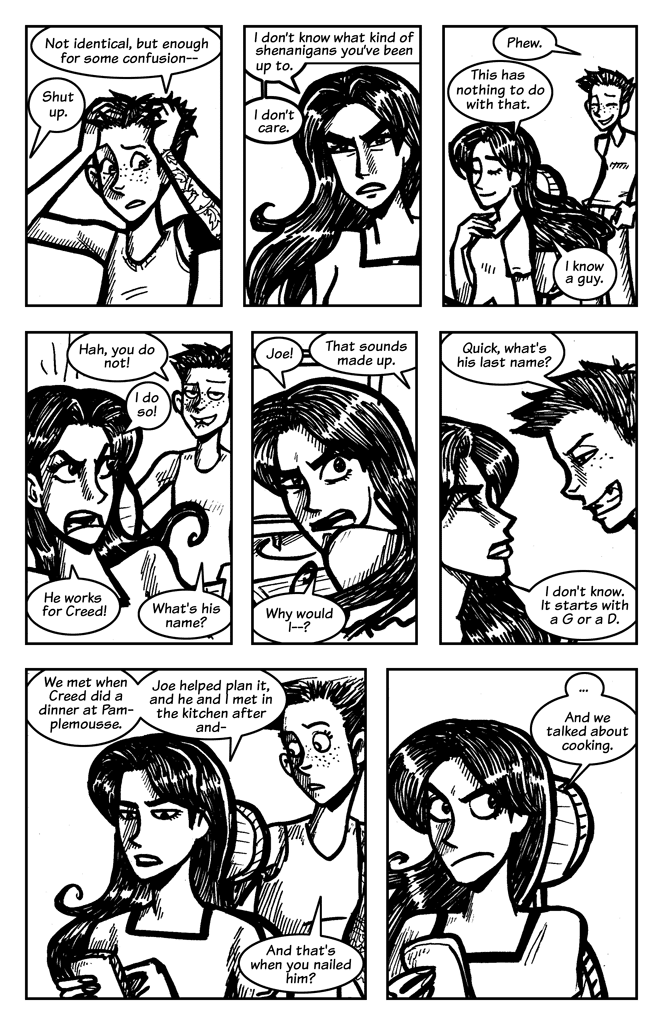 Not identical, but enough
for some confusion--
Shut
up.
I don't know what kind of
shenanigans you've been
up to.
I don't
care.
Phew.
This has
nothing to do
with that.
I know
a guy.
Hah, you do
not!
I do
so!
He works
for Creed!
What's his
name?
Joe!
That sounds
made up.
Why would
I--?
Quick, what's
his last name?
I don't know.
It starts with
a G or a D.
We met when
Creed did a
dinner at Pam-
plemousse.
Joe helped plan it,
and he and I met in
the kitchen after
and-
And that's
when you nailed
him?
...
And we
talked about
cooking.